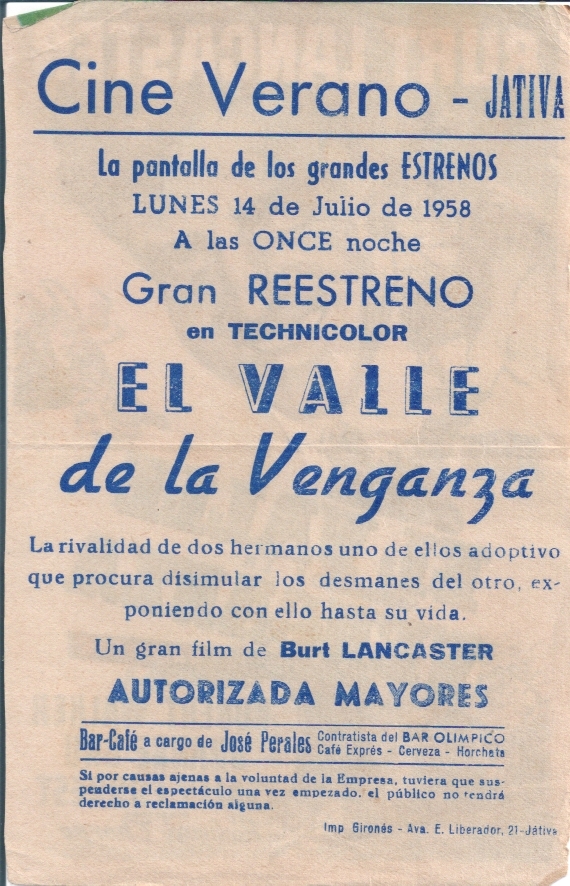 Cine Verano - JATIVA
La pantalla de los grandes ESTRENOS
LUNES 14 de Julio de 1958
A las ONCE noche
Gran REESTRENO
en TECHNICOLOR
EL VALLE
de la Venganza
La rivalidad de dos hermanos uno de ellos adoptivo
que procura disimular los desmanes del otro, ex-
poniendo con ello hasta su vida.
Un gran film de Burt LANCASTER
AUTORIZADA MAYORES
Bar-Café a cargo de José Perales Contratista del BAR OLIMPICO
Café Exprés - Cerveza - Horchata
Si por causas ajenas a la voluntad de la Empresa, tuviera que sus-
penderse el espectáculo una vez empezado, el público no tendrá
derecho a reclamación alguna.
Imp Gironés - Ava. E. Liberador, 21-Játiva